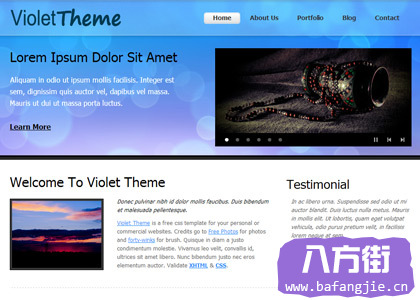 VioletTheme
Home About Us Portfolio Blog Contact
Lorem Ipsum Dolor Sit Amet
Aliquam in odio ut ipsum mollis facilisis. Integer est
sem, dignissim quis auctor vel, dapibus vel massa.
Mauris ut dui ut massa porta luctus.
Learn More
Welcome To Violet Theme
Donec pulvinar nibh id dolor mollis faucibus. Duis bibendum
et malesuada pellentesque.
Violet Theme is a free css template for your personal or
commercial websites. Credits go to Free Photos for photos
and forty-winks for brush. Quisque in diam a justo
condimentum molestie. Vivamus leo velit, convallis id,
ultrices sit amet libero. Nunc bibendum justo nec eros
elementum auctor. Validate XHTML & CSS.
Testimonial
In ac libero urna. Suspendisse sed odio ut mi
auctor blandit. Duis luctus nulla metus. Mauris in
mollis elit. Ut lobortis, quam eget volutpat
vehicula, odio purus pretium velit, in
lorem neque at sem.
八方街
www.bafangjie.cn